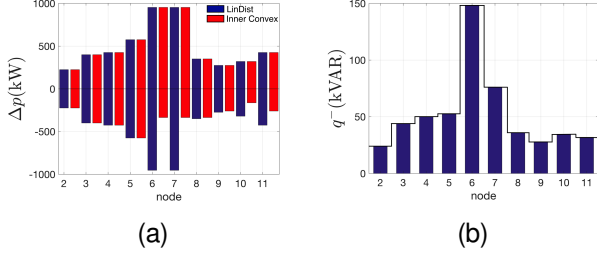 1000
500
0
500
-1000
Δp(kW)
LinDist
Inner Convex
2 3 4 5 6 7 8 9 10 11
node
(a)
150
100
50
0
q⁻(kVAR)
2 3 4 5 6 7 8 9 10 11
node
(b)